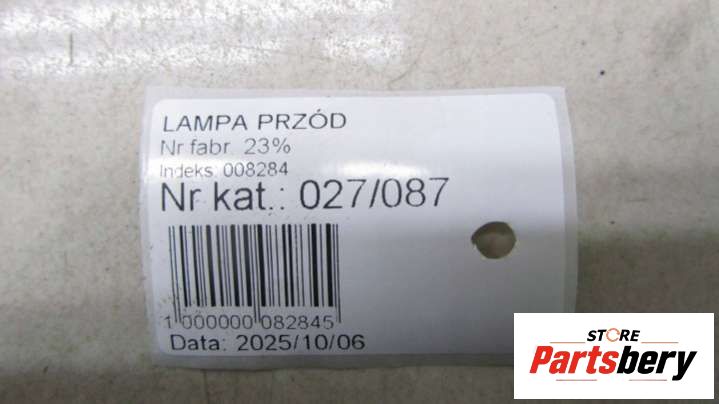 LAMPA PRZÓD
Nr fabr. 23%
Indeks: 008284
Nr kat.: 027/087
1 000000 082845
Data: 2025/10/06
STORE
Partsbery